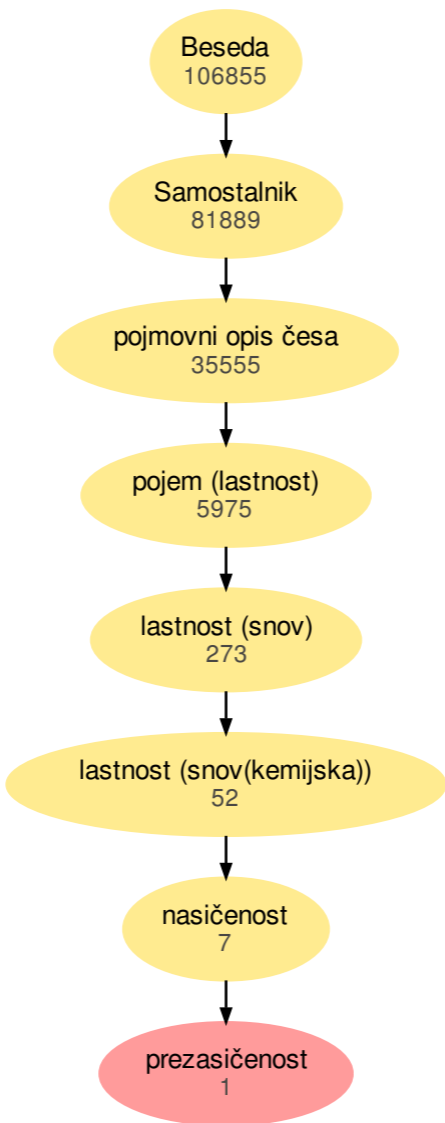 Beseda
106855
Samostalnik
81889
pojmovni opis česa
35555
pojem (lastnost)
5975
lastnost (snov)
273
lastnost (snov(kemijska))
52
nasičenost
7
prezasičenost
1